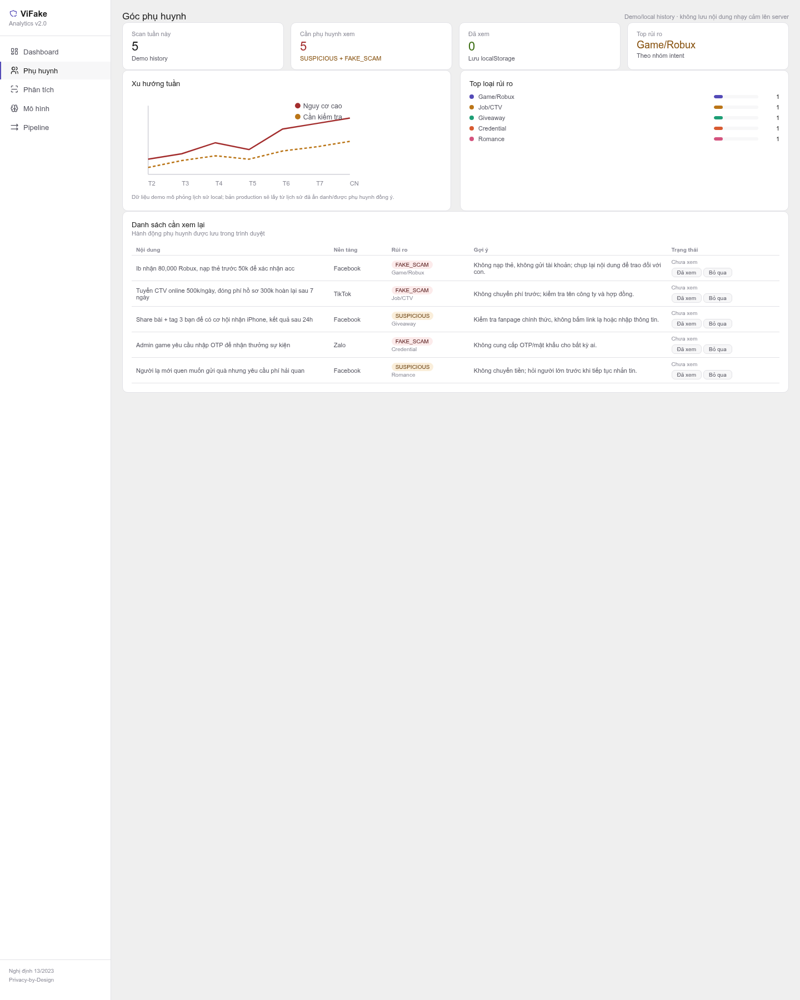 ViFake
Analytics v2.0
Dashboard
Phụ huynh
Phân tích
Mô hình
Pipeline
Nghị định 13/2023
Privacy-by-Design
Góc phụ huynh
Demo/local history · không lưu nội dung nhạy cảm lên server
Scan tuần này
5
Demo history
Cần phụ huynh xem
5
SUSPICIOUS + FAKE_SCAM
Đã xem
0
Lưu localStorage
Top rủi ro
Game/Robux
Theo nhóm intent
Xu hướng tuần
Nguy cơ cao
Cần kiểm tra
T2 T3 T4 T5 T6 T7 CN
Dữ liệu demo mô phỏng lịch sử local; bản production sẽ lấy từ lịch sử đã ẩn danh/được phụ huynh đồng ý.
Top loại rủi ro
Game/Robux 1
Job/CTV 1
Giveaway 1
Credential 1
Romance 1
Danh sách cần xem lại
Hành động phụ huynh được lưu trong trình duyệt
Nội dung Nền tảng Rủi ro Gợi ý Trạng thái
Ib nhận 80,000 Robux, nạp thẻ trước 50k để xác nhận acc
Facebook
FAKE_SCAM
Game/Robux
Không nạp thẻ, không gửi tài khoản; chụp lại nội dung để trao đổi với
con.
Chưa xem
Đã xem Bỏ qua
Tuyển CTV online 500k/ngày, đóng phí hồ sơ 300k hoàn lại sau 7
ngày
TikTok
FAKE_SCAM
Job/CTV
Không chuyển phí trước; kiểm tra tên công ty và hợp đồng.
Chưa xem
Đã xem Bỏ qua
Share bài + tag 3 bạn để có cơ hội nhận iPhone, kết quả sau 24h
Facebook
SUSPICIOUS
Giveaway
Kiểm tra fanpage chính thức, không bấm link lạ hoặc nhập thông tin.
Chưa xem
Đã xem Bỏ qua
Admin game yêu cầu nhập OTP để nhận thưởng sự kiện
Zalo
FAKE_SCAM
Credential
Không cung cấp OTP/mật khẩu cho bất kỳ ai.
Chưa xem
Đã xem Bỏ qua
Người lạ mới quen muốn gửi quà nhưng yêu cầu phí hải quan
Facebook
SUSPICIOUS
Romance
Không chuyển tiền; hỏi người lớn trước khi tiếp tục nhắn tin.
Chưa xem
Đã xem Bỏ qua